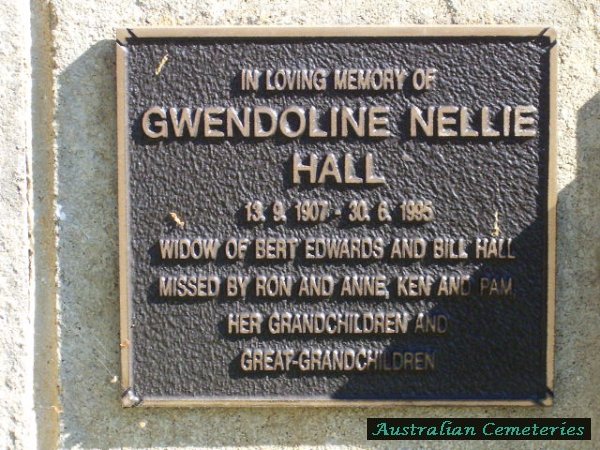 IN LOVING MEMORY OF
GWENDOLINE NELLIE
HALL
13. 9. 1907 - 30. 6. 1995
WIDOW OF BERT EDWARDS AND BILL HALL
MISSED BY RON AND ANNE, KEN AND PAM,
HER GRANDCHILDREN AND
GREAT-GRANDCHILDREN
Australian Cemeteries